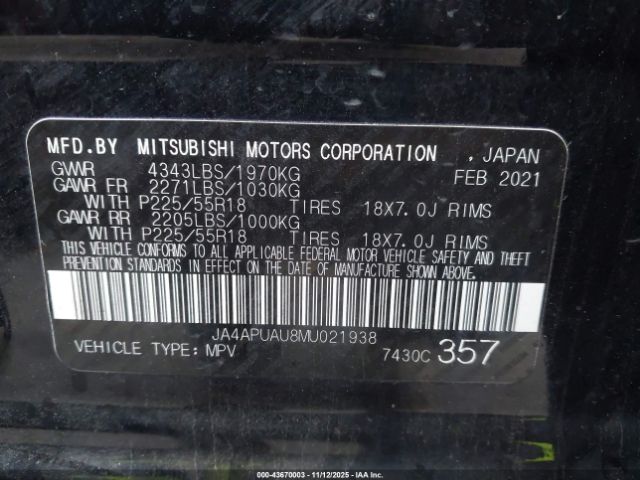 MFD.BY MITSUBISHI MOTORS CORPORATION , JAPAN
GVWR 4343LBS/1970KG FEB 2021
GAWR FR 2271LBS/1030KG
WITH P225/55R18 TIRES 18X7.0J RIMS
GAWR RR 2205LBS/1000KG
WITH P225/55R18 TIRES 18X7.0J RIMS
THIS VEHICLE CONFORMS TO ALL APPLICABLE FEDERAL MOTOR VEHICLE SAFETY AND THEFT
PREVENTION STANDARDS IN EFFECT ON THE DATE OF MANUFACTURE SHOWN ABOVE.
JA4APUAU8MU021938
VEHICLE TYPE: MPV 7430C 357
000-43670003 - 11/12/2025 - IAAI.COM